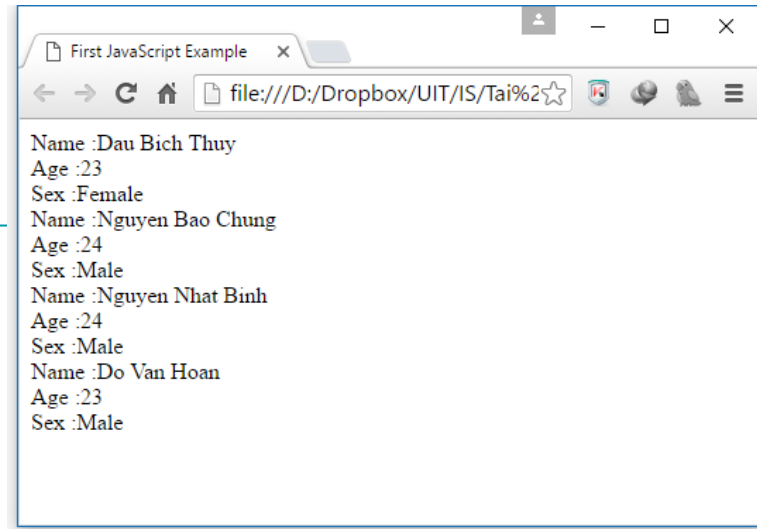 First JavaScript Example
file:///D:/Dropbox/UIT/IS/Tai%2
Name :Dau Bich Thuy
Age :23
Sex :Female
Name :Nguyen Bao Chung
Age :24
Sex :Male
Name :Nguyen Nhat Binh
Age :24
Sex :Male
Name :Do Van Hoan
Age :23
Sex :Male